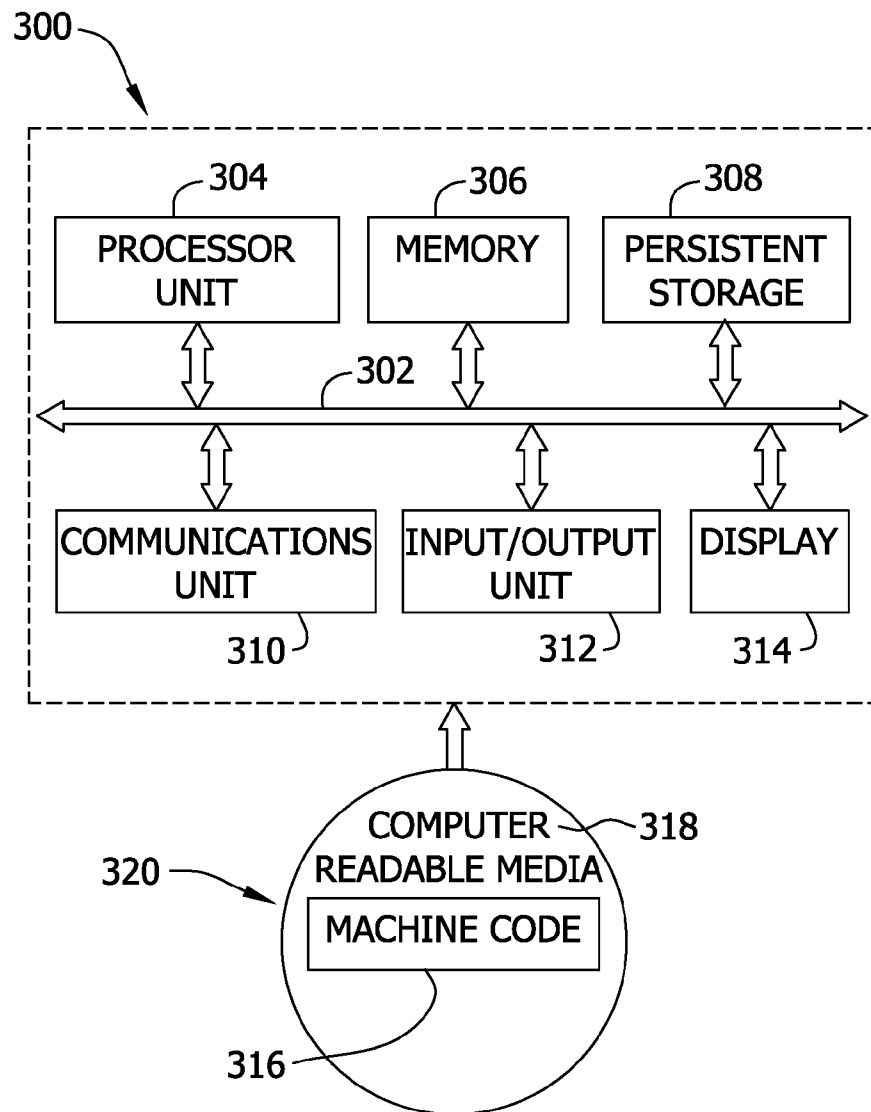 300
304
306
308
PROCESSOR
UNIT
MEMORY
PERSISTENT
STORAGE
302
COMMUNICATIONS
UNIT
INPUT/OUTPUT
UNIT
DISPLAY
310
312
314
COMPUTER
318
READABLE MEDIA
320
MACHINE CODE
316